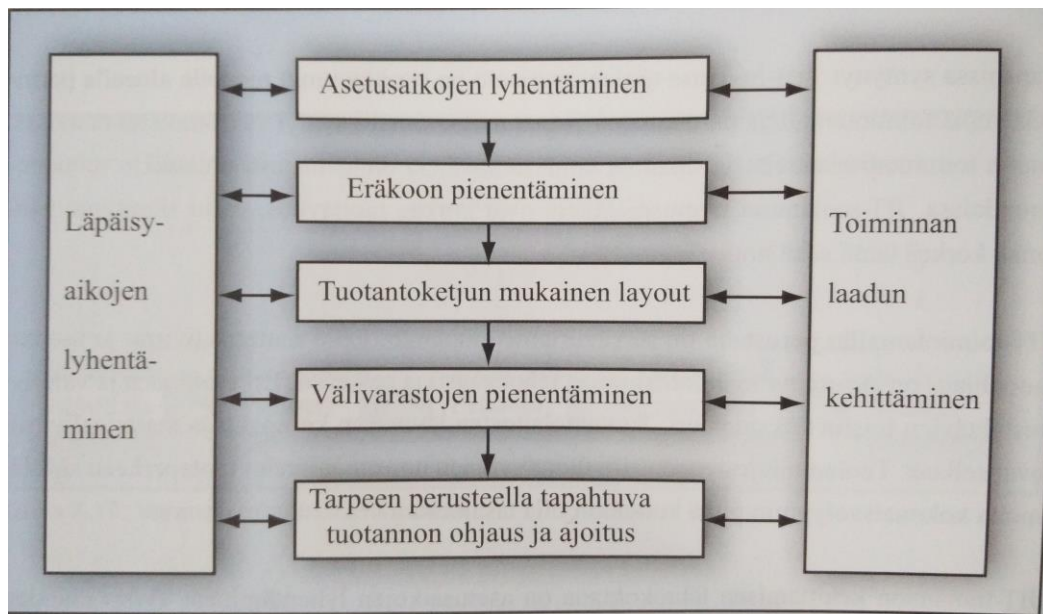 Asetusaikojen lyhentäminen
Eräkoon pienentäminen
Läpäisy-
aikojen
lyhentä-
minen
Tuotantoketjun mukainen layout
Välivarastojen pienentäminen
Tarpeen perusteella tapahtuva
tuotannon ohjaus ja ajoitus
Toiminnan
laadun
kehittäminen